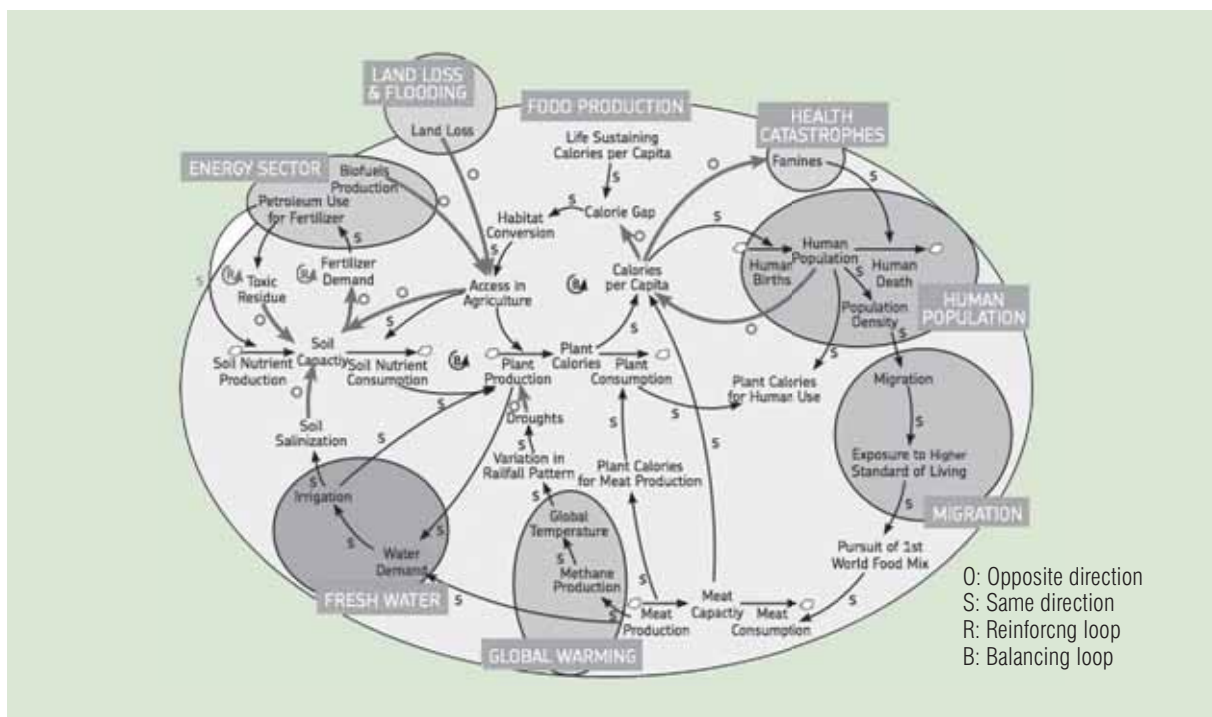 LAND LOSS
& FLOODING
Land Loss
FOOD PRODUCTION
Life Sustaining
Calories per Capita
S
HEALTH
CATASTROPHES
Famines
O
S
ENERGY SECTOR
Biofuels
Production
Petroleum Use
for Fertilizer
O
O
Habitat
Conversion
S
Calorie Gap
O
S
S
S
S
Fertilizer
Demand
Toxic
Residue
R
O
O
O
Access in
Agriculture
B
Calories
per Capita
Human
Births
Human
Population
Human
Death
S
S
Population
Density
HUMAN
POPULATION
O
S
S
S
S
Soil Nutrient
Production
Soil
Capactiy
Soil Nutrient
Consumption
B
Plant
Production
Plant
Calories
Plant
Consumption
Plant Calories
for Human Use
Migration
O
S
O
S
S
S
S
Droughts
Soil
Salinization
S
Variation in
Railfall Pattern
Plant Calories
for Meat Production
Exposure to Higher
Standard of Living
S
S
S
MIGRATION
Irrigation
S
S
Global
Temperature
S
Water
Demand
FRESH WATER
S
Methane
Production
S
S
S
Meat
Production
Meat
Capactiy
Meat
Consumption
S
Pursuit of 1st
World Food Mix
GLOBAL WARMING
O: Opposite direction
S: Same direction
R: Reinforcng loop
B: Balancing loop